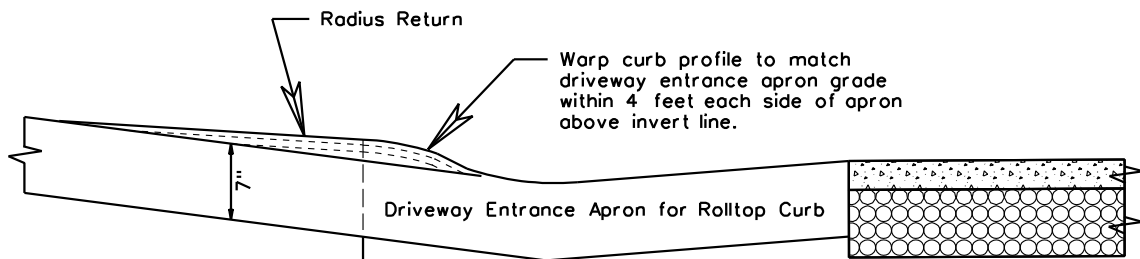 Radius Return
Warp curb profile to match
driveway entrance apron grade
within 4 feet each side of apron
above invert line.
7"
Driveway Entrance Apron for Rolltop Curb